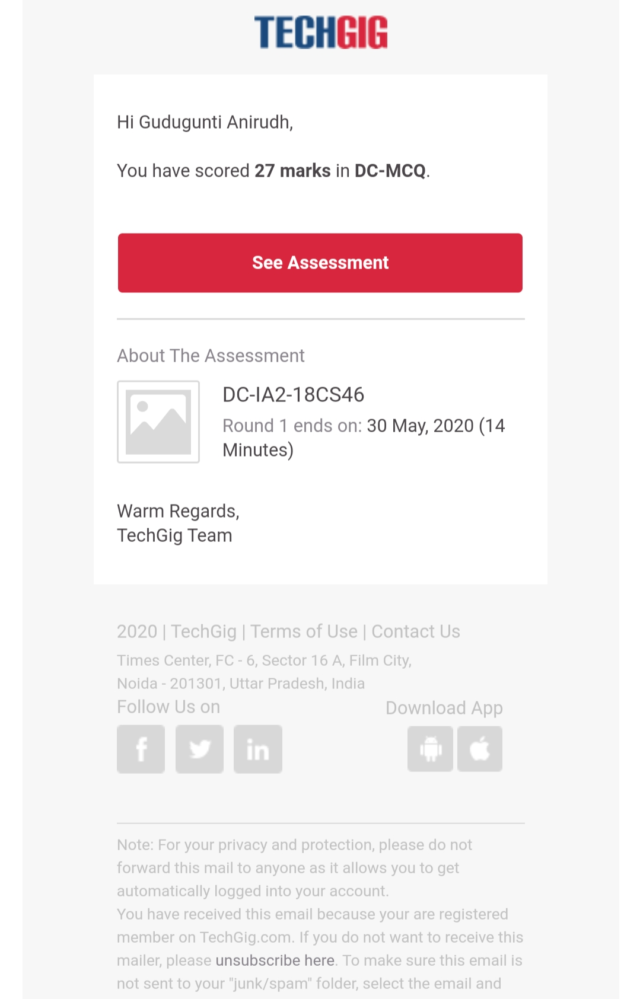 TECHGIG
Hi Gudugunti Anirudh,
You have scored 27 marks in DC-MCQ.
See Assessment
About The Assessment
DC-IA2-18CS46
Round 1 ends on: 30 May, 2020 (14
Minutes)
Warm Regards,
TechGig Team
2020 | TechGig | Terms of Use | Contact Us
Times Center, FC - 6, Sector 16 A, Film City,
Noida - 201301, Uttar Pradesh, India
Follow Us on
Download App
f
in
Note: For your privacy and protection, please do not
forward this mail to anyone as it allows you to get
automatically logged into your account.
You have received this email because your are registered
member on TechGig.com. If you do not want to receive this
mailer, please unsubscribe here. To make sure this email is
not sent to your "junk/spam" folder, select the email and